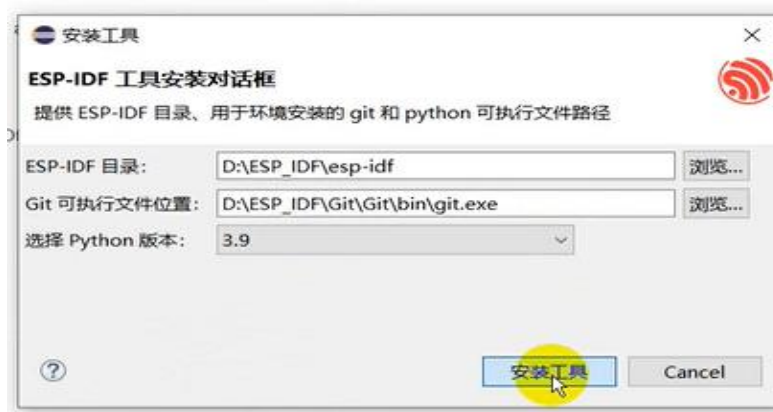 安装工具
ESP-IDF 工具安装对话框
提供 ESP-IDF 目录、用于环境安装的 git 和 python 可执行文件路径
ESP-IDF 目录： D:\ESP_IDF\esp-idf 浏览...
Git 可执行文件位置： D:\ESP_IDF\Git\Git\bin\git.exe 浏览...
选择 Python 版本： 3.9
安装工具 Cancel